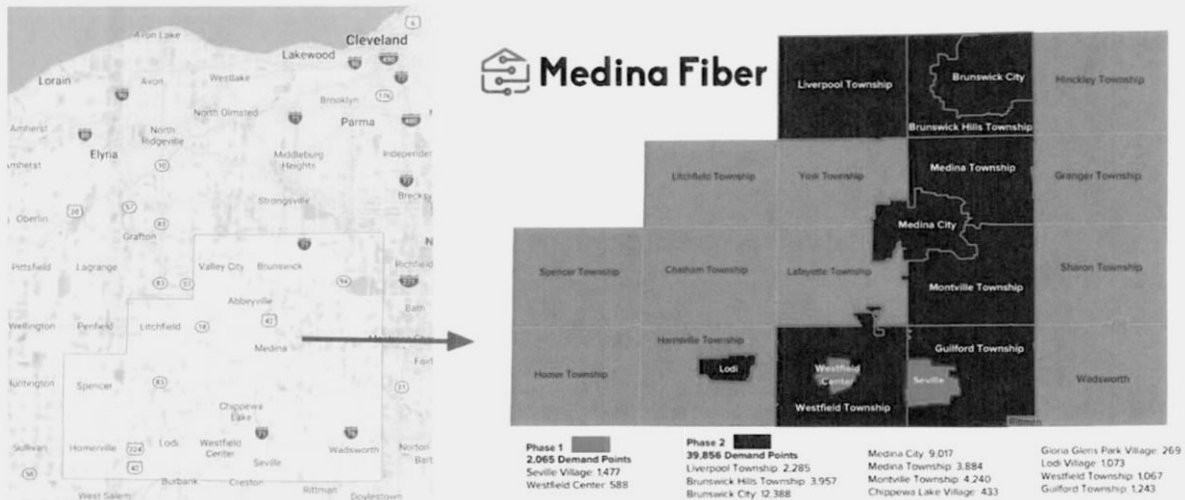 Avon Lake
Cleveland
Lakewood
Lorain
Avon
Westlake
Brooklyn
North Olmsted
Parma
Amherst
North
Ridgeville
Elyria
Middleburg
Heights
Strongsville
Oberlin
Grafton
Pittsfield
Lagrange
Valley City
Brunswick
Richfield
Abbeyville
Bath
Wellington
Penfield
Litchfield
Medina
Spencer
Chippewa
Lake
Sullivan
Homerville
Lodi
Westfield
Center
Seville
Wadsworth
Norton
Burbank
Creston
Rittman
West Salem
Doylestown
Medina Fiber
Liverpool Township
Brunswick City
Hinckley Township
Brunswick Hills Township
Litchfield Township
York Township
Medina Township
Granger Township
Medina City
Spencer Township
Chatham Township
Lafayette Township
Sharon Township
Montville Township
Harrisville Township
Guilford Township
Homer Township
Lodi
Westfield
Center
Seville
Wadsworth
Westfield Township
Rittman
Phase 1
2,065 Demand Points
Seville Village: 1,477
Westfield Center: 588
Phase 2
39,856 Demand Points
Liverpool Township: 2,285
Brunswick Hills Township: 3,957
Brunswick City: 12,388
Medina City: 9,017
Medina Township: 3,884
Montville Township: 4,240
Chippewa Lake Village: 433
Gloria Glens Park Village: 269
Lodi Village: 1,073
Westfield Township: 1,067
Guilford Township: 1,243